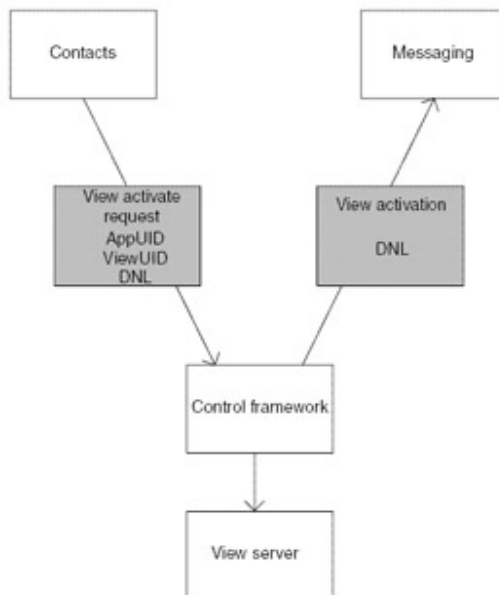 Contacts
Messaging
View activate
request
AppUID
ViewUID
DNL
View activation
DNL
Control framework
View server